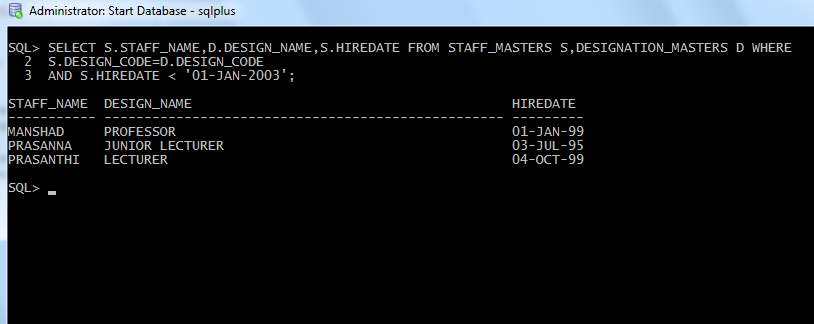 Administrator: Start Database - sqlplus
SQL> SELECT S.STAFF_NAME,D.DESIGN_NAME,S.HIREDATE FROM STAFF_MASTERS S,DESIGNATION_MASTERS D WHERE
2 S.DESIGN_CODE=D.DESIGN_CODE
3 AND S.HIREDATE < '01-JAN-2003';
STAFF_NAME DESIGN_NAME HIREDATE
----------- -------------------------------------------------- ---------
MANSHAD PROFESSOR 01-JAN-99
PRASANNA JUNIOR LECTURER 03-JUL-95
PRASANTHI LECTURER 04-OCT-99
SQL> _